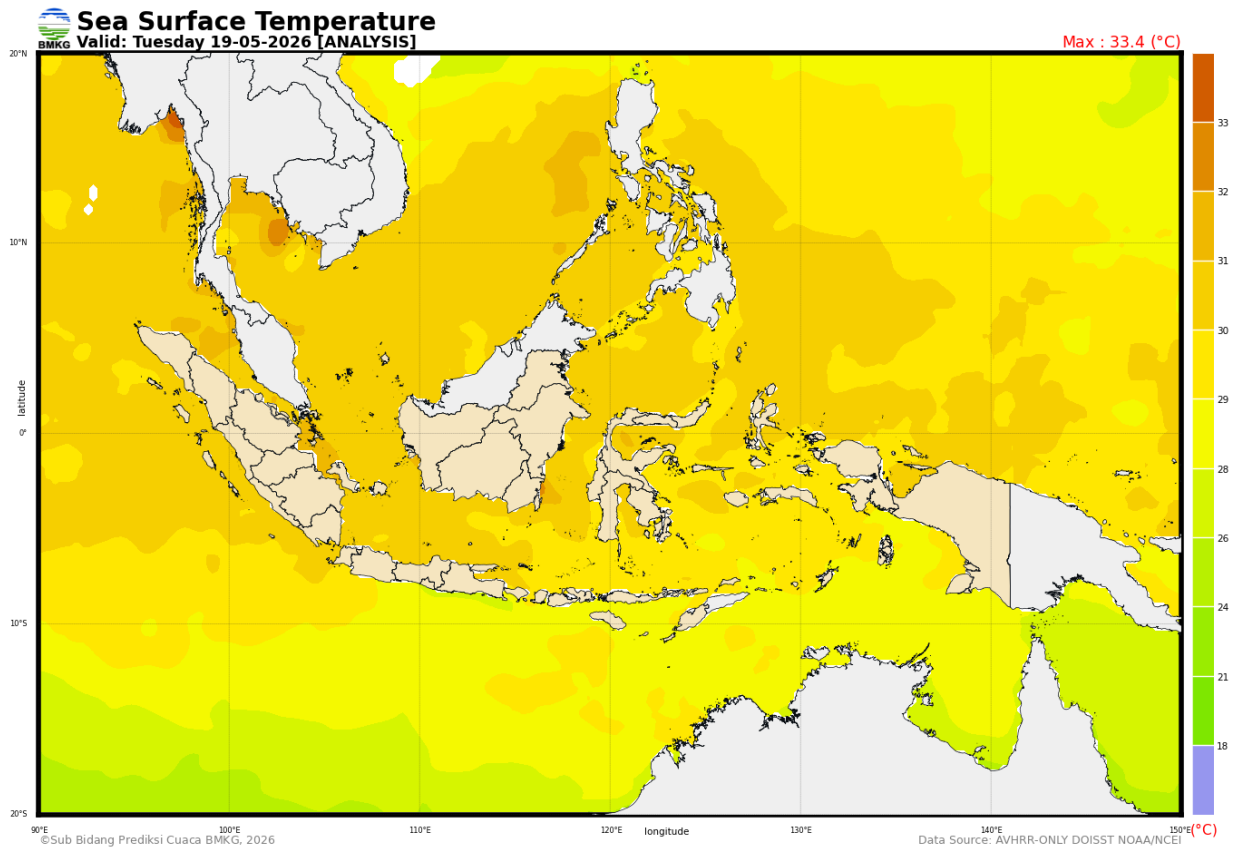 BMKG
Sea Surface Temperature
Valid: Tuesday 19-05-2026 [ANALYSIS]
Max : 33.4 (°C)
20°N
10°N
0°
10°S
20°S
latitude
90°E
100°E
110°E
120°E
130°E
140°E
150°E
longitude
33
32
31
30
29
28
26
24
21
18
(°C)
©Sub Bidang Prediksi Cuaca BMKG, 2026
Data Source: AVHRR-ONLY DOISST NOAA/NCEI